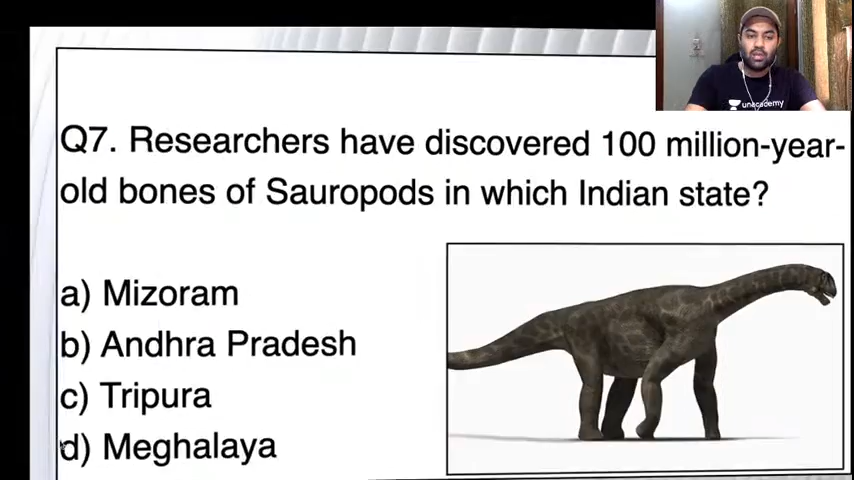 unacademy
Q7. Researchers have discovered 100 million-year-
old bones of Sauropods in which Indian state?
a) Mizoram
b) Andhra Pradesh
c) Tripura
d) Meghalaya